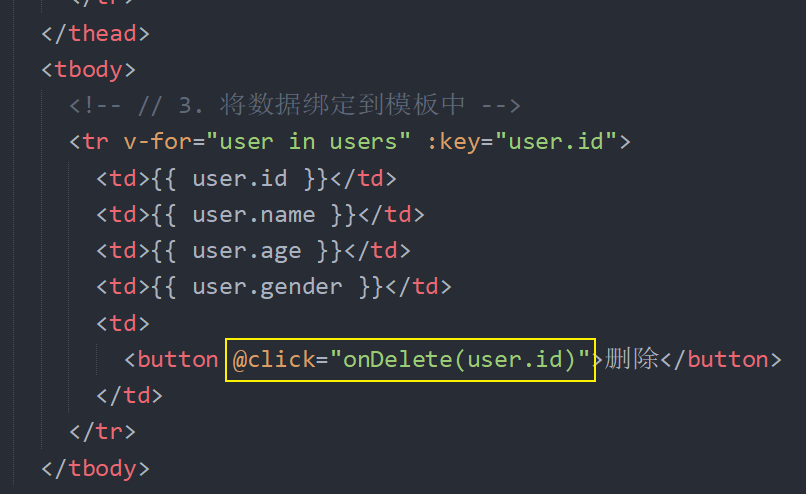 </tr>
</thead>
<tbody>
<!-- // 3. 将数据绑定到模板中 -->
<tr v-for="user in users" :key="user.id">
<td>{{ user.id }}</td>
<td>{{ user.name }}</td>
<td>{{ user.age }}</td>
<td>{{ user.gender }}</td>
<td>
<button @click="onDelete(user.id)">删除</button>
</td>
</tr>
</tbody>